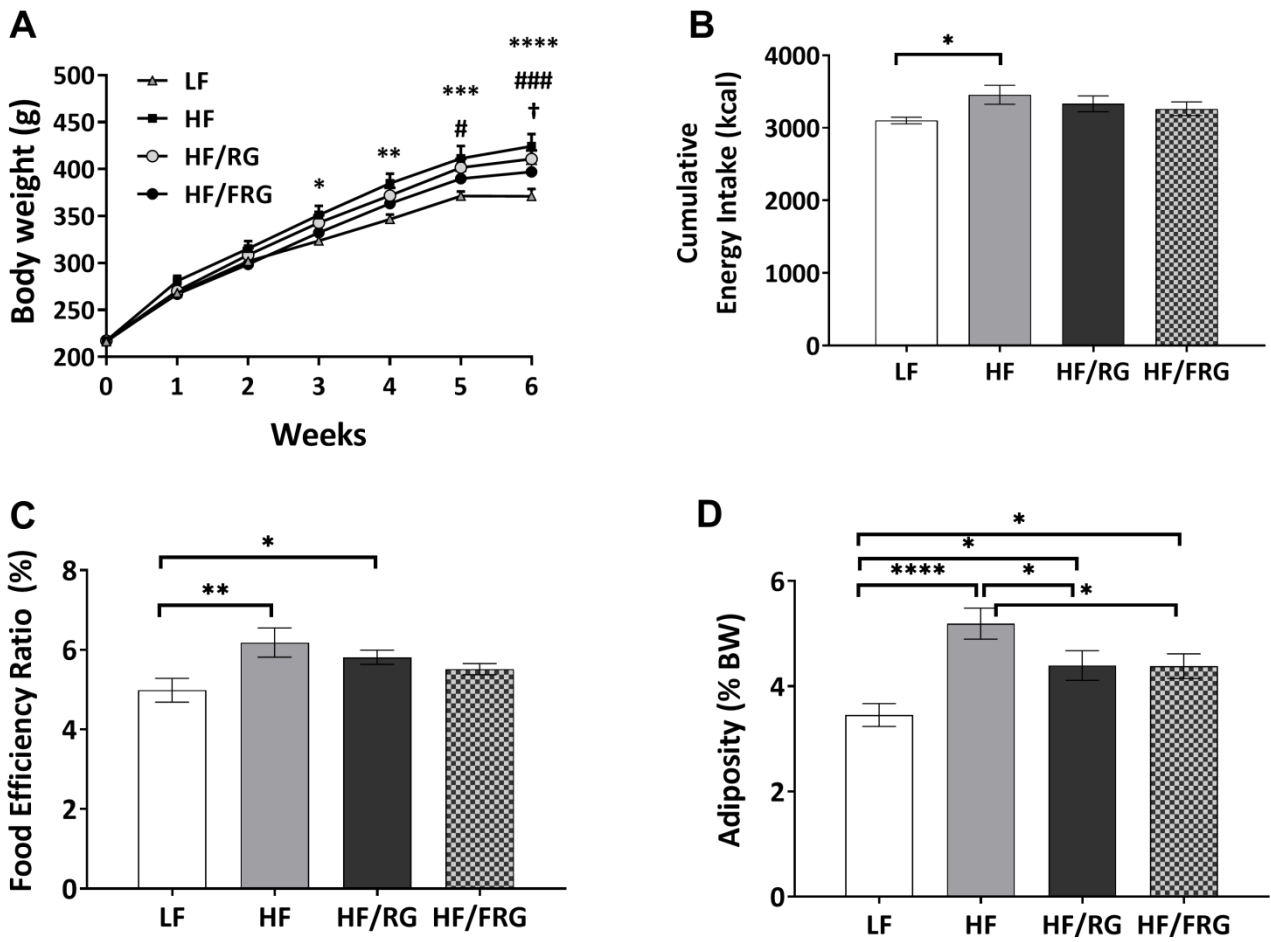 A
****
500
LF
###
HF
***
†
450
#
HF/RG
**
400
HF/FRG
*
350
300
250
200
Body weight (g)
0 1 2 3 4 5 6
Weeks
B
*
4000
3000
2000
1000
0
Cumulative
Energy Intake (kcal)
LF HF HF/RG HF/FRG
C
*
**
8
6
4
2
0
Food Efficiency Ratio (%)
LF HF HF/RG HF/FRG
D
*
*
**** *
*
6
4
2
0
Adiposity (% BW)
LF HF HF/RG HF/FRG